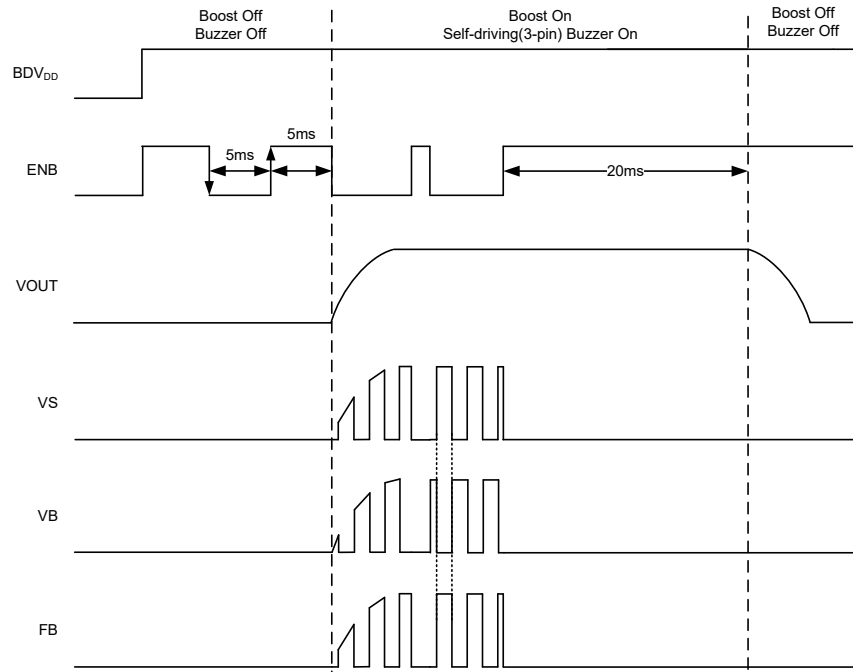 Boost Off
Buzzer Off
Boost On
Self-driving(3-pin) Buzzer On
Boost Off
Buzzer Off
BDVDD
5ms
5ms
ENB
20ms
VOUT
VS
VB
FB